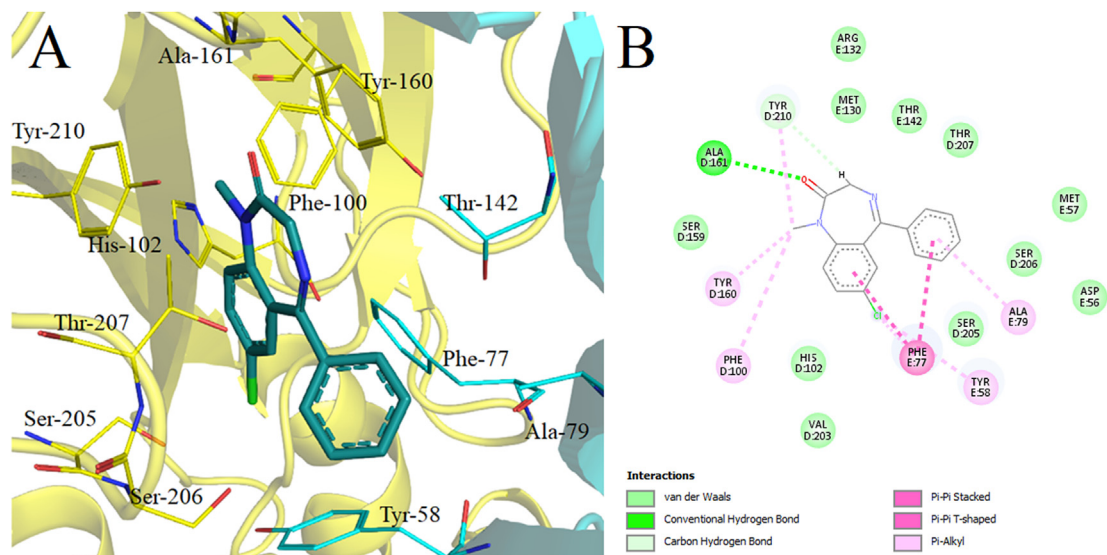 A
Ala-161
Tyr-160
Tyr-210
Phe-100
Thr-142
His-102
Thr-207
Phe-77
Ser-205
Ala-79
Ser-206
Tyr-58
B
ARG
E:132
TYR
D:210
MET
E:130
THR
E:142
THR
D:207
ALA
D:161
O
H
N
N
MET
E:57
SER
D:159
SER
D:206
TYR
D:160
ASP
E:56
ALA
E:79
Cl
SER
D:205
PHE
D:100
HIS
D:102
PHE
E:77
TYR
E:58
VAL
D:203
Interactions
van der Waals
Conventional Hydrogen Bond
Carbon Hydrogen Bond
Pi-Pi Stacked
Pi-Pi T-shaped
Pi-Alkyl